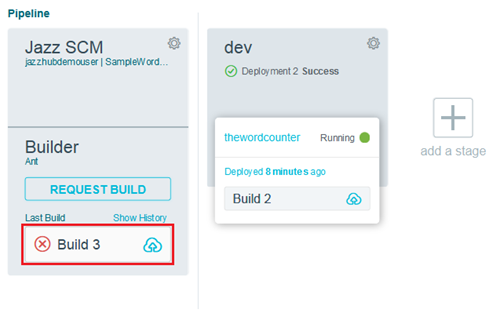 Pipeline
Jazz SCM
jazzhubdemouser | SampleWord...
Builder
Ant
REQUEST BUILD
Last Build Show History
Build 3
dev
Deployment 2 Success
thewordcounter Running
Deployed 8 minutes ago
Build 2
add a stage